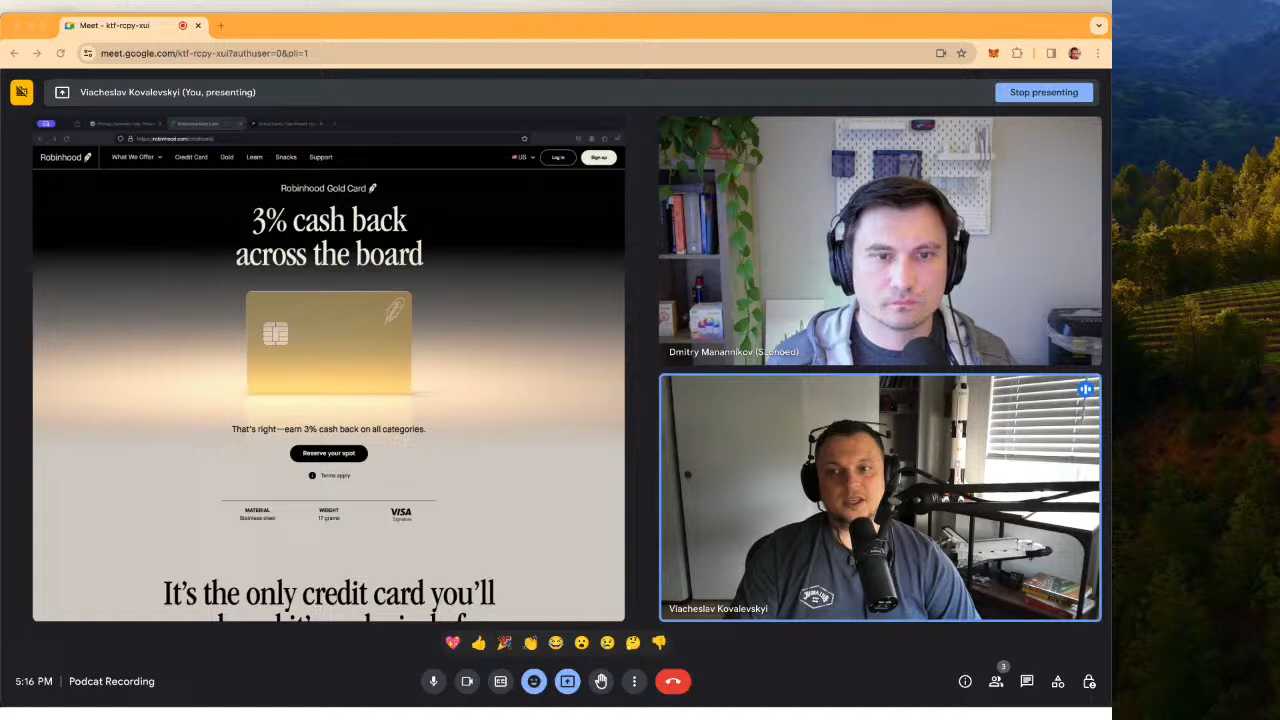 Meet - ktf-rcpy-xui
meet.google.com/ktf-rcpy-xui?authuser=0&pli=1
Viacheslav Kovalevskyi (You, presenting)
Stop presenting
Robinhood
What We Offer
Credit Card
Gold
Learn
Snacks
Support
US
Log in
Sign up
Robinhood Gold Card
3% cash back
across the board
That's right—earn 3% cash back on all categories.
Reserve your spot
Terms apply
MATERIAL
Stainless steel
WEIGHT
17 grams
VISA
Signature
It's the only credit card you'll
Dmitry Manannikov
Viacheslav Kovalevskyi
5:16 PM
Podcat Recording
3